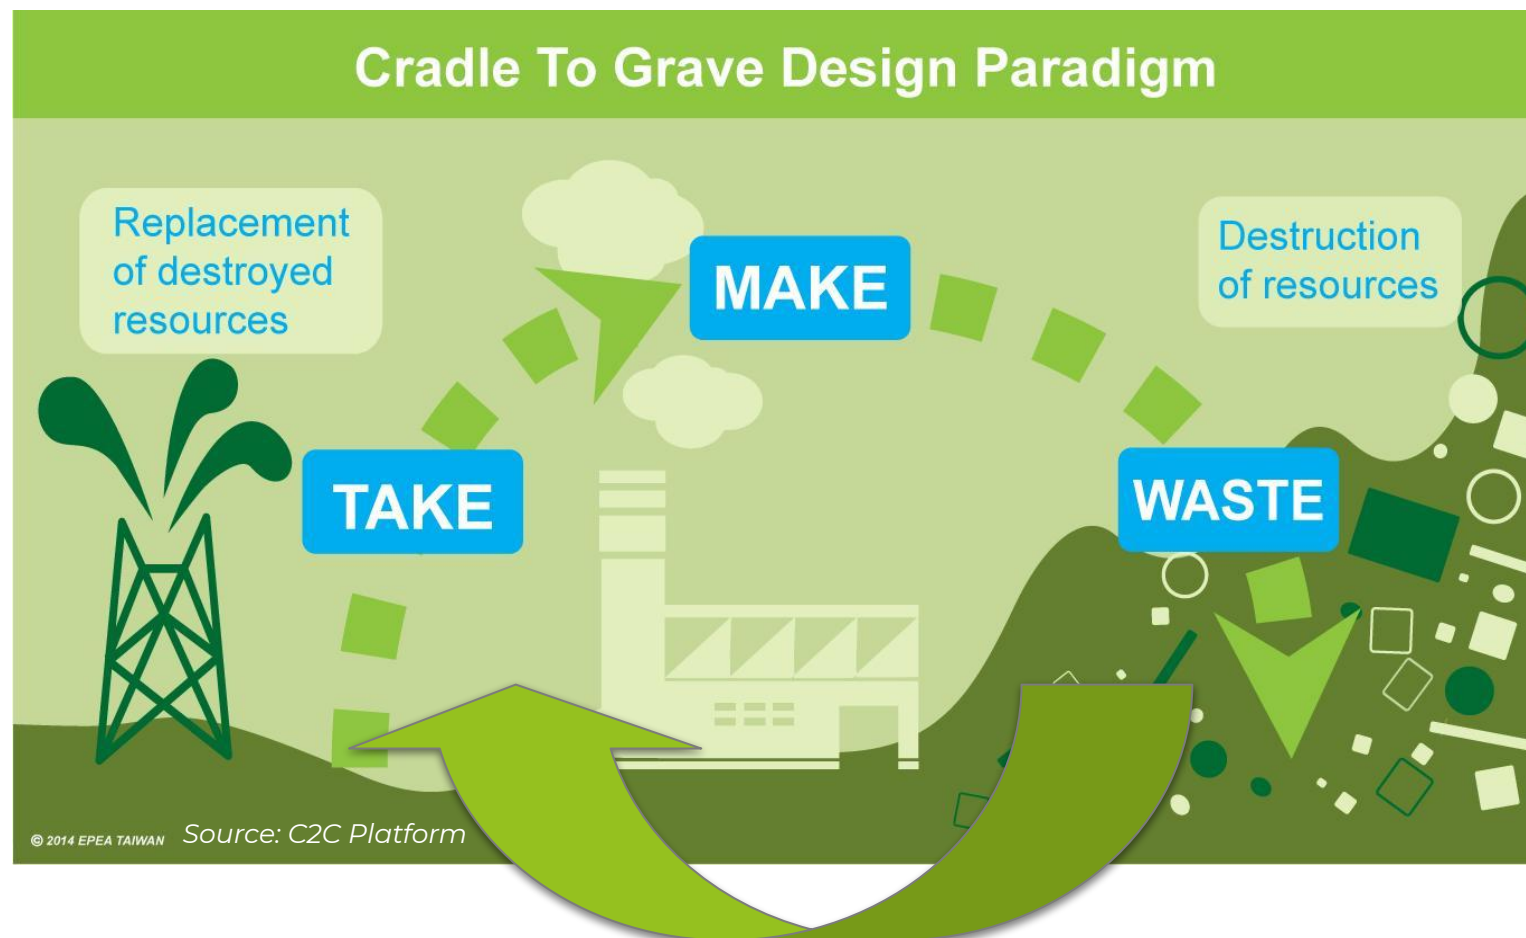 Cradle To Grave Design Paradigm
Replacement
of destroyed
resources
MAKE
Destruction
of resources
TAKE
WASTE
© 2014 EPEA TAIWAN Source: C2C Platform